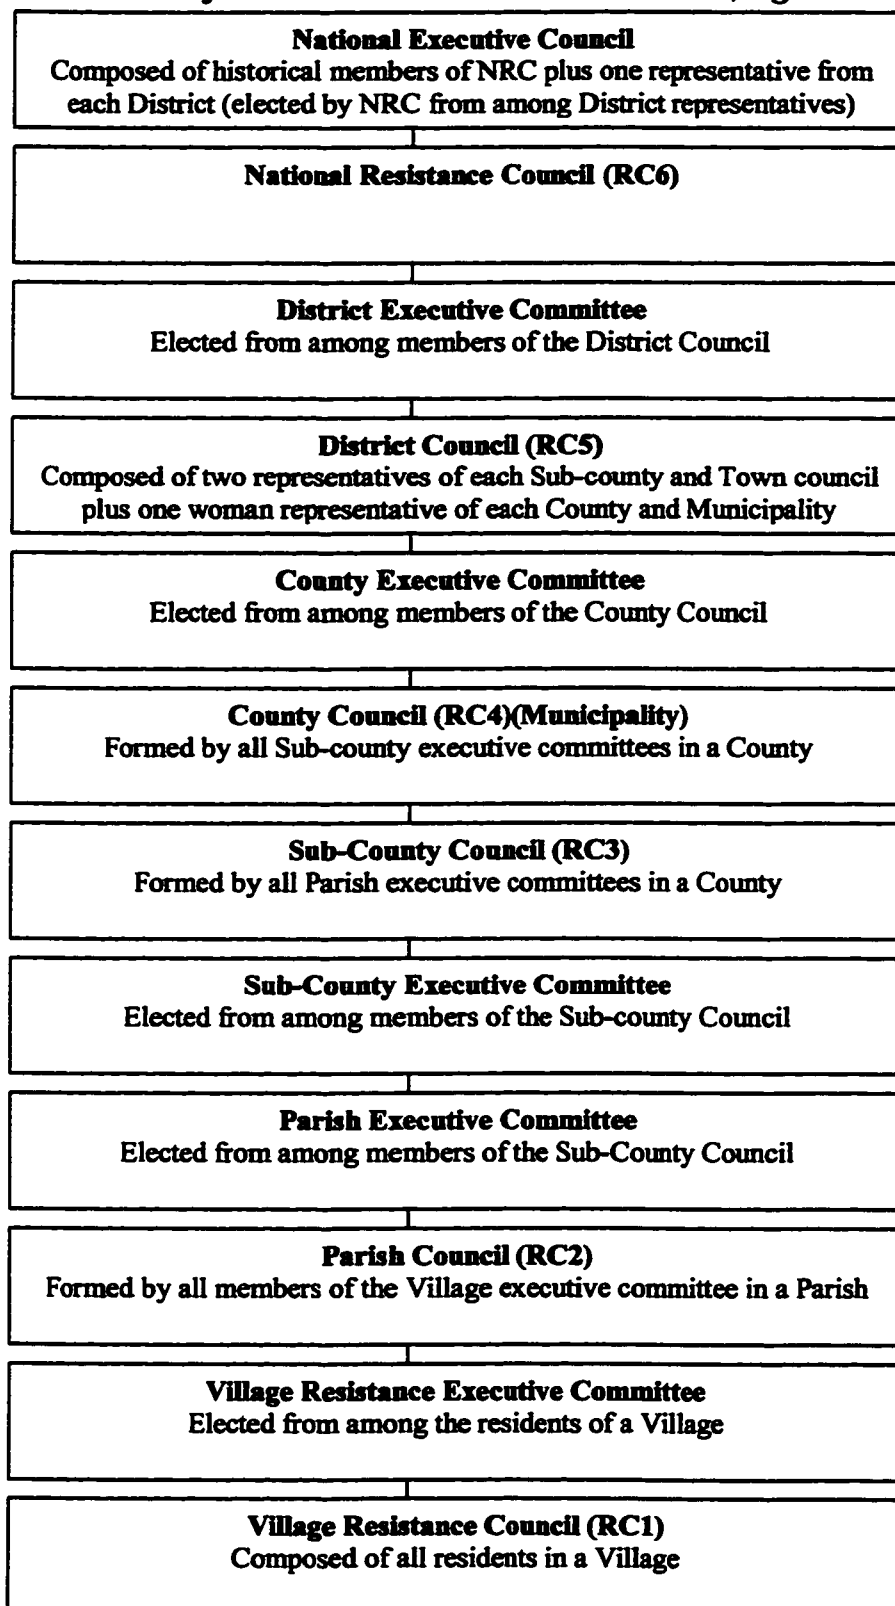 National Executive Council
Composed of historical members of NRC plus one representative from
each District (elected by NRC from among District representatives)
National Resistance Council (RC6)
District Executive Committee
Elected from among members of the District Council
District Council (RC5)
Composed of two representatives of each Sub-county and Town council
plus one woman representative of each County and Municipality
County Executive Committee
Elected from among members of the County Council
County Council (RC4)(Municipality)
Formed by all Sub-county executive committees in a County
Sub-County Council (RC3)
Formed by all Parish executive committees in a County
Sub-County Executive Committee
Elected from among members of the Sub-county Council
Parish Executive Committee
Elected from among members of the Sub-County Council
Parish Council (RC2)
Formed by all members of the Village executive committee in a Parish
Village Resistance Executive Committee
Elected from among the residents of a Village
Village Resistance Council (RC1)
Composed of all residents in a Village